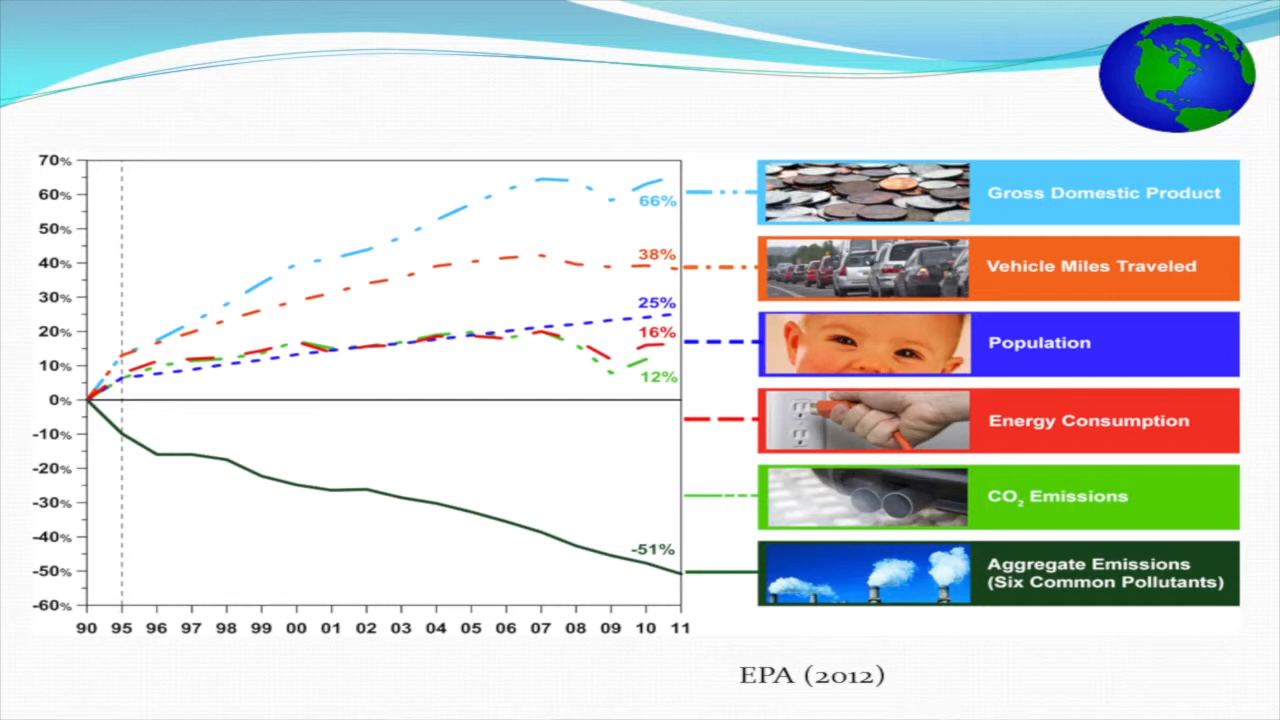 70%
60%
50%
40%
30%
20%
10%
0%
-10%
-20%
-30%
-40%
-50%
-60%
90 95 96 97 98 99 00 01 02 03 04 05 06 07 08 09 10 11
66%
38%
25%
16%
12%
-51%
Gross Domestic Product
Vehicle Miles Traveled
Population
Energy Consumption
CO₂ Emissions
Aggregate Emissions
(Six Common Pollutants)
EPA (2012)